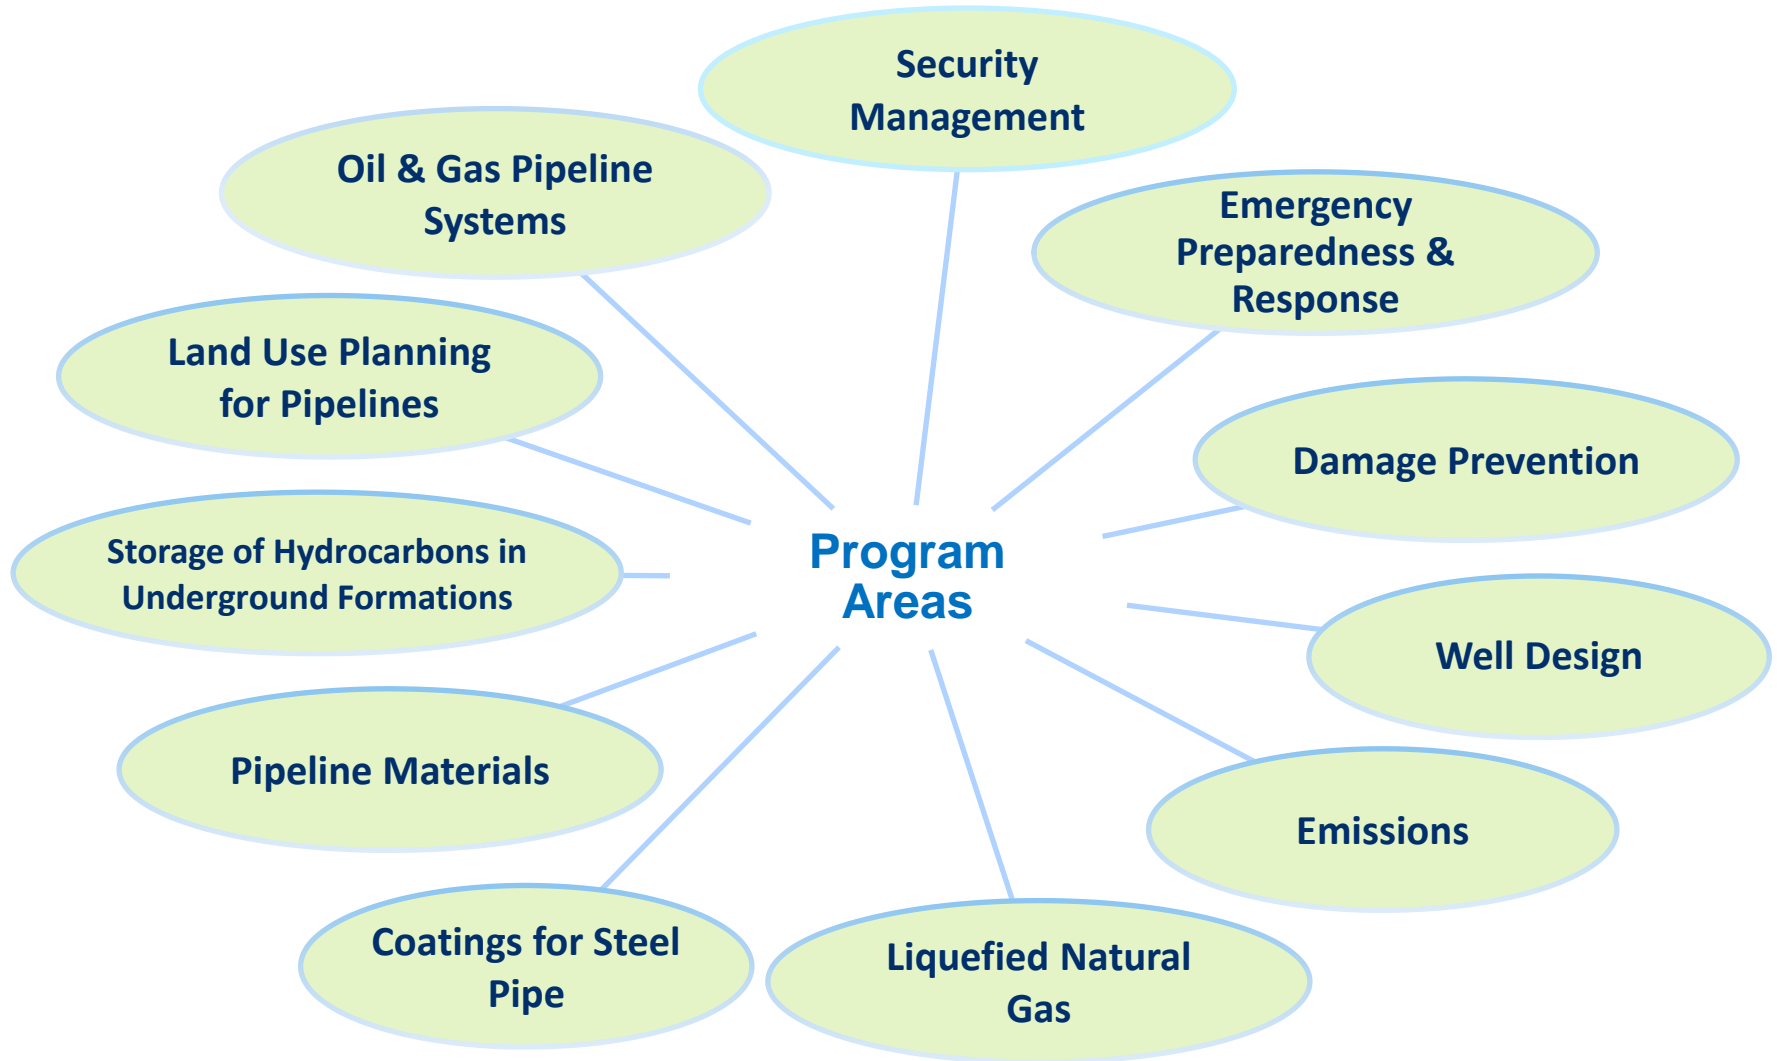 Security
Management
Oil & Gas Pipeline
Systems
Emergency
Preparedness &
Response
Land Use Planning
for Pipelines
Damage Prevention
Storage of Hydrocarbons in
Underground Formations
Program
Areas
Well Design
Pipeline Materials
Emissions
Coatings for Steel
Pipe
Liquefied Natural
Gas